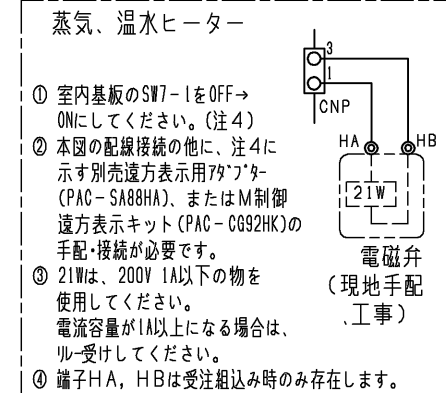 蒸気、温水ヒーター
① 室内基板のSW7-1をOFF→
ONにしてください。(注4)
② 本図の配線接続の他に、注4に
示す別売遠方表示用アダプター
(PAC-SA88HA)、またはM制御
遠方表示キット(PAC-CG92HK)の
手配・接続が必要です。
③ 21Wは、200V 1A以下の物を
使用してください。
電流容量が1A以上になる場合は、
リレー受けしてください。
④ 端子HA,HBは受注組込み時のみ存在します。
3
1
CNP
HA
HB
21W
電磁弁
(現地手配
、工事)